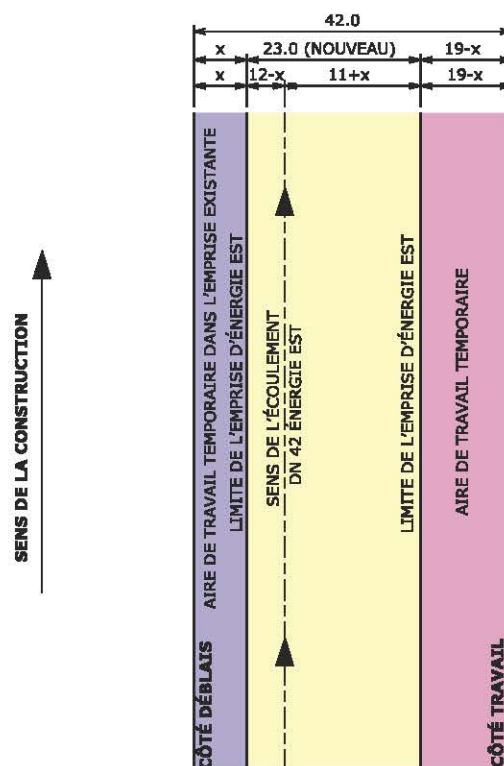 42.0
x 23.0 (NOUVEAU) 19-x
x 12-x 11+x 19-x
SENS DE LA CONSTRUCTION
AIRE DE TRAVAIL TEMPORAIRE DANS L'EMPRISE EXISTANTE
LIMITE DE L'EMPRISE D'ÉNERGIE EST
SENS DE L'ÉCOULEMENT
DN 42 ÉNERGIE EST
LIMITE DE L'EMPRISE D'ÉNERGIE EST
AIRE DE TRAVAIL TEMPORAIRE
CÔTÉ DÉBLAIS
CÔTÉ TRAVAIL